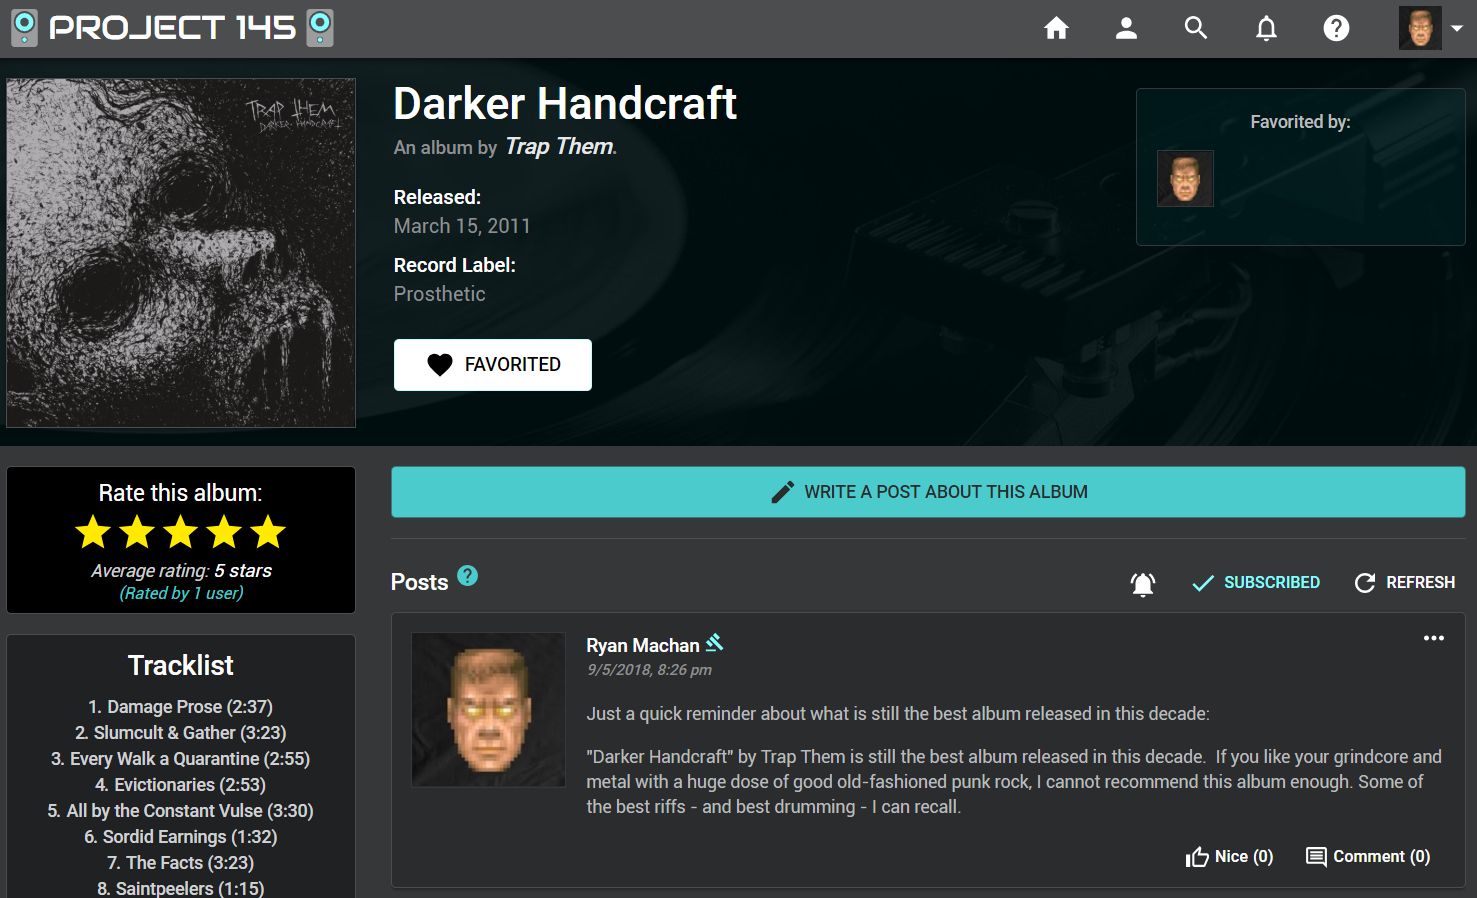 PROJECT 145
TRAP THEM
DARKER HANDCRAFT
Darker Handcraft
An album by Trap Them.
Released:
March 15, 2011
Record Label:
Prosthetic
FAVORITED
Favorited by:
Rate this album:
Average rating: 5 stars
(Rated by 1 user)
Tracklist
1. Damage Prose (2:37)
2. Slumcult & Gather (3:23)
3. Every Walk a Quarantine (2:55)
4. Evictionaries (2:53)
5. All by the Constant Vulse (3:30)
6. Sordid Earnings (1:32)
7. The Facts (3:23)
8. Saintpeelers (1:15)
WRITE A POST ABOUT THIS ALBUM
Posts ?
SUBSCRIBED
REFRESH
Ryan Machan
9/5/2018, 8:26 pm
Just a quick reminder about what is still the best album released in this decade:
"Darker Handcraft" by Trap Them is still the best album released in this decade.  If you like your grindcore and
metal with a huge dose of good old-fashioned punk rock, I cannot recommend this album enough. Some of
the best riffs - and best drumming - I can recall.
Nice (0)
Comment (0)